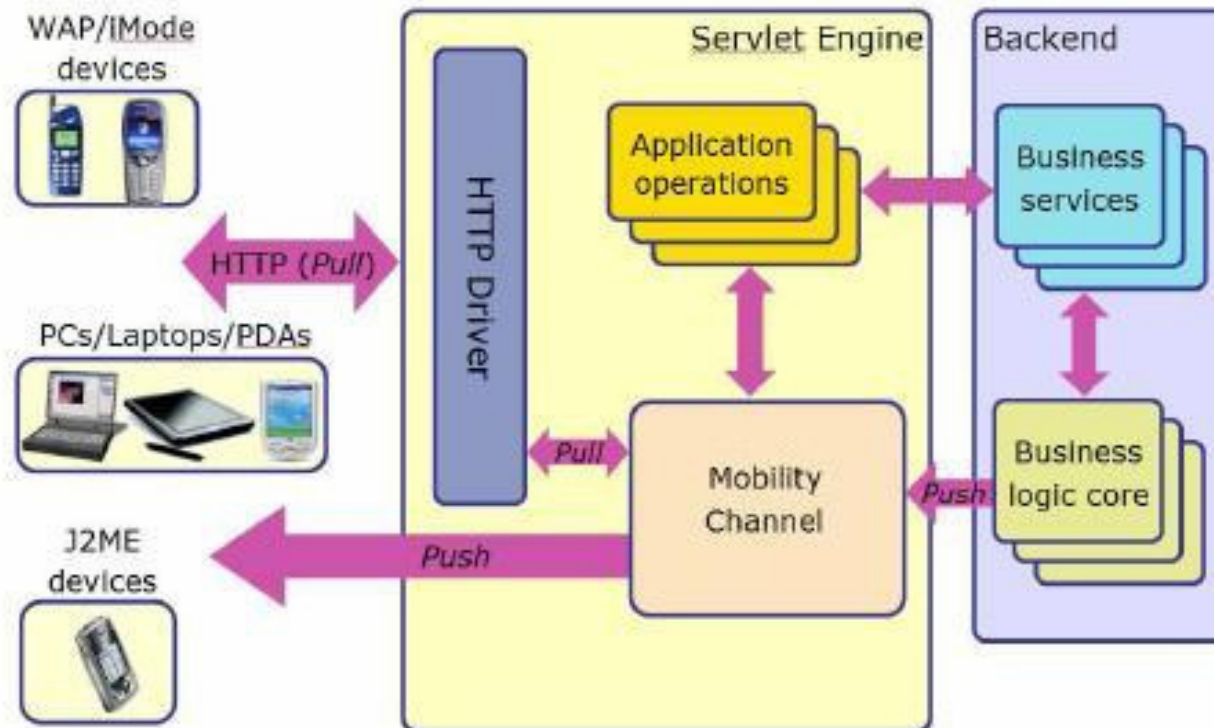 WAP/iMode
devices
HTTP (Pull)
PCs/Laptops/PDAs
J2ME
devices
Servlet Engine
HTTP Driver
Application
operations
Pull
Mobility
Channel
Push
Backend
Business
services
Business
logic core
Push